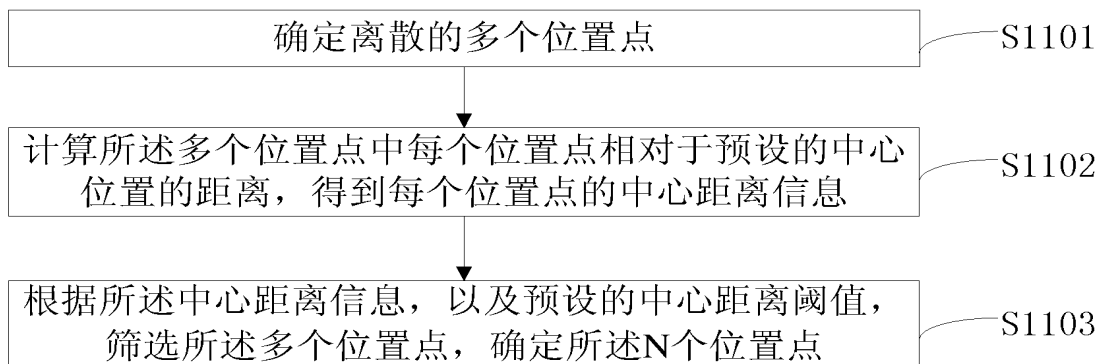 确定离散的多个位置点
S1101
计算所述多个位置点中每个位置点相对于预设的中心
位置的距离，得到每个位置点的中心距离信息
S1102
根据所述中心距离信息，以及预设的中心距离阈值，
筛选所述多个位置点，确定所述N个位置点
S1103